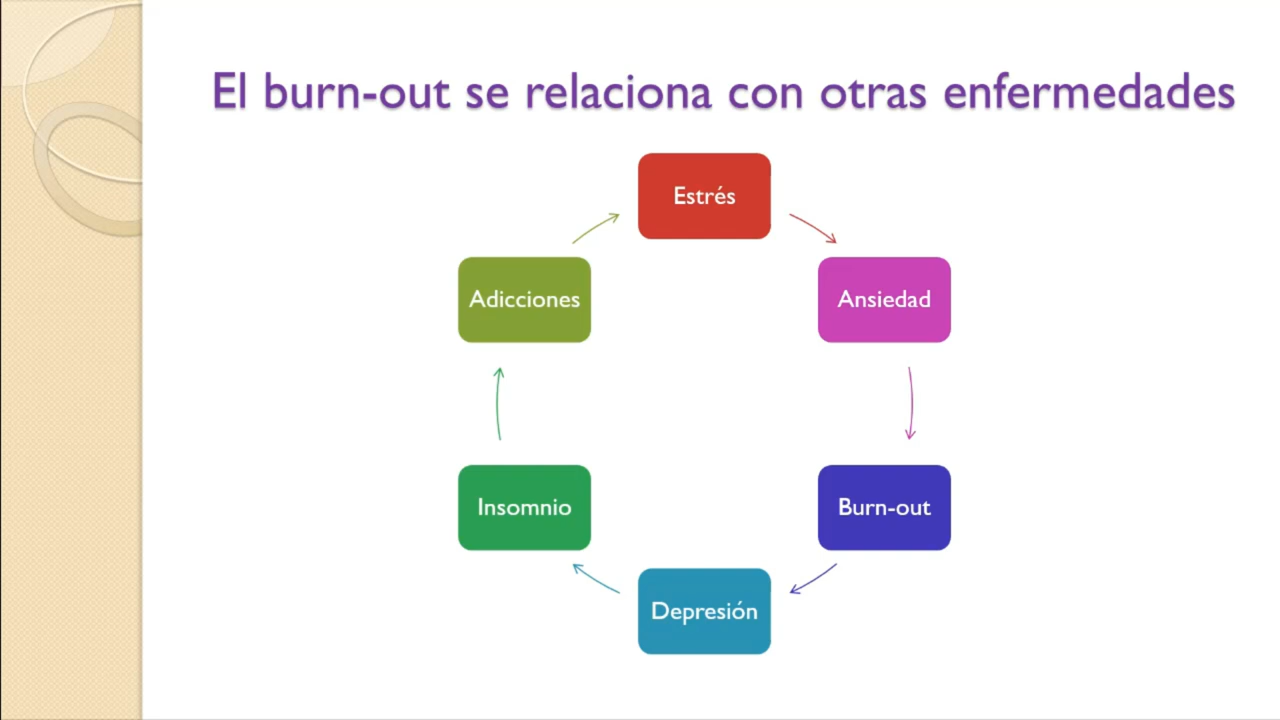 El burn-out se relaciona con otras enfermedades
Estrés
Ansiedad
Burn-out
Depresión
Insomnio
Adicciones